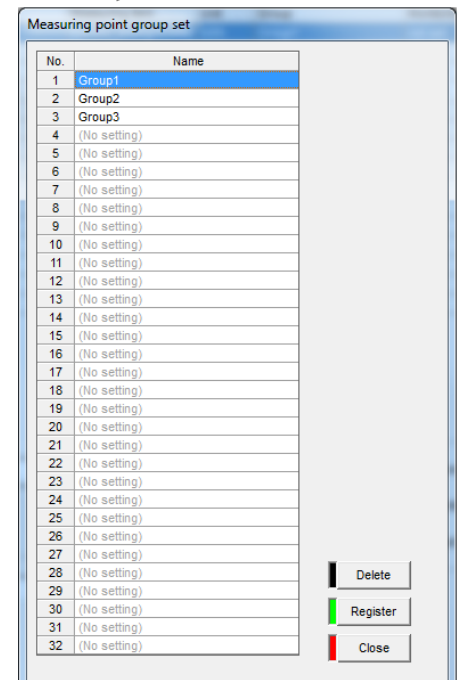 Measuring point group set
No. Name
1 Group1
2 Group2
3 Group3
4 (No setting)
5 (No setting)
6 (No setting)
7 (No setting)
8 (No setting)
9 (No setting)
10 (No setting)
11 (No setting)
12 (No setting)
13 (No setting)
14 (No setting)
15 (No setting)
16 (No setting)
17 (No setting)
18 (No setting)
19 (No setting)
20 (No setting)
21 (No setting)
22 (No setting)
23 (No setting)
24 (No setting)
25 (No setting)
26 (No setting)
27 (No setting)
28 (No setting)
29 (No setting)
30 (No setting)
31 (No setting)
32 (No setting)
Delete
Register
Close